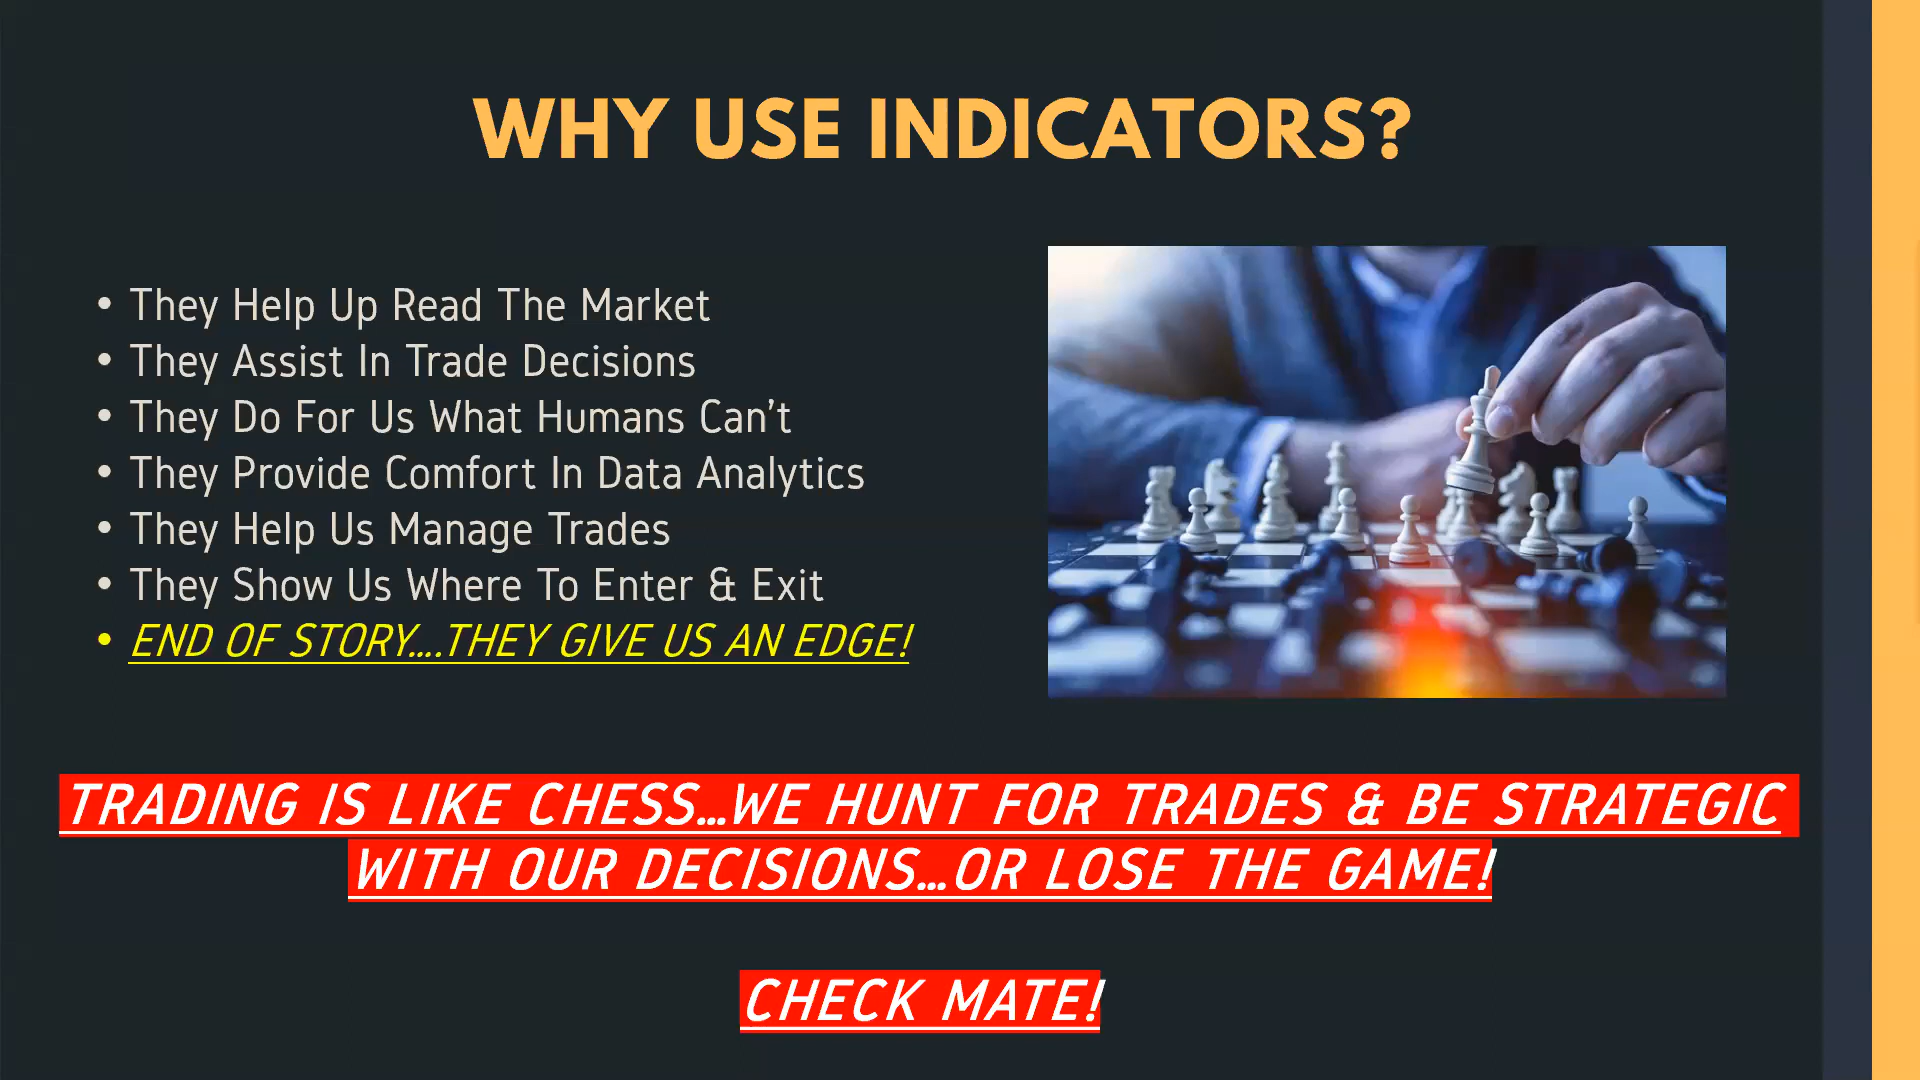 WHY USE INDICATORS?
• They Help Up Read The Market
• They Assist In Trade Decisions
• They Do For Us What Humans Can’t
• They Provide Comfort In Data Analytics
• They Help Us Manage Trades
• They Show Us Where To Enter & Exit
• END OF STORY....THEY GIVE US AN EDGE!
TRADING IS LIKE CHESS...WE HUNT FOR TRADES & BE STRATEGIC
WITH OUR DECISIONS...OR LOSE THE GAME!
CHECK MATE!